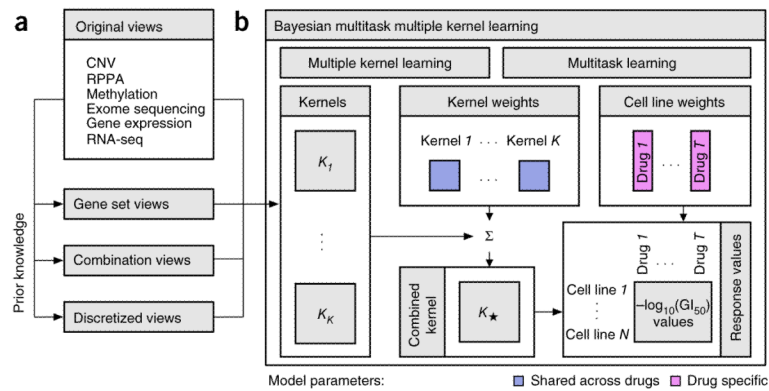 a
Original views
CNV
RPPA
Methylation
Exome sequencing
Gene expression
RNA-seq
Prior knowledge
Gene set views
Combination views
Discretized views
b
Bayesian multitask multiple kernel learning
Multiple kernel learning
Multitask learning
Kernels
K1
⋮
KK
Kernel weights
Kernel 1 . . . Kernel K
. . .
Cell line weights
Drug 1 . . . Drug T
Σ
Combined
kernel
K★
Drug 1 . . . Drug T
Cell line 1
⋮
Cell line N
–log10(GI50)
values
Response values
Model parameters: Shared across drugs Drug specific